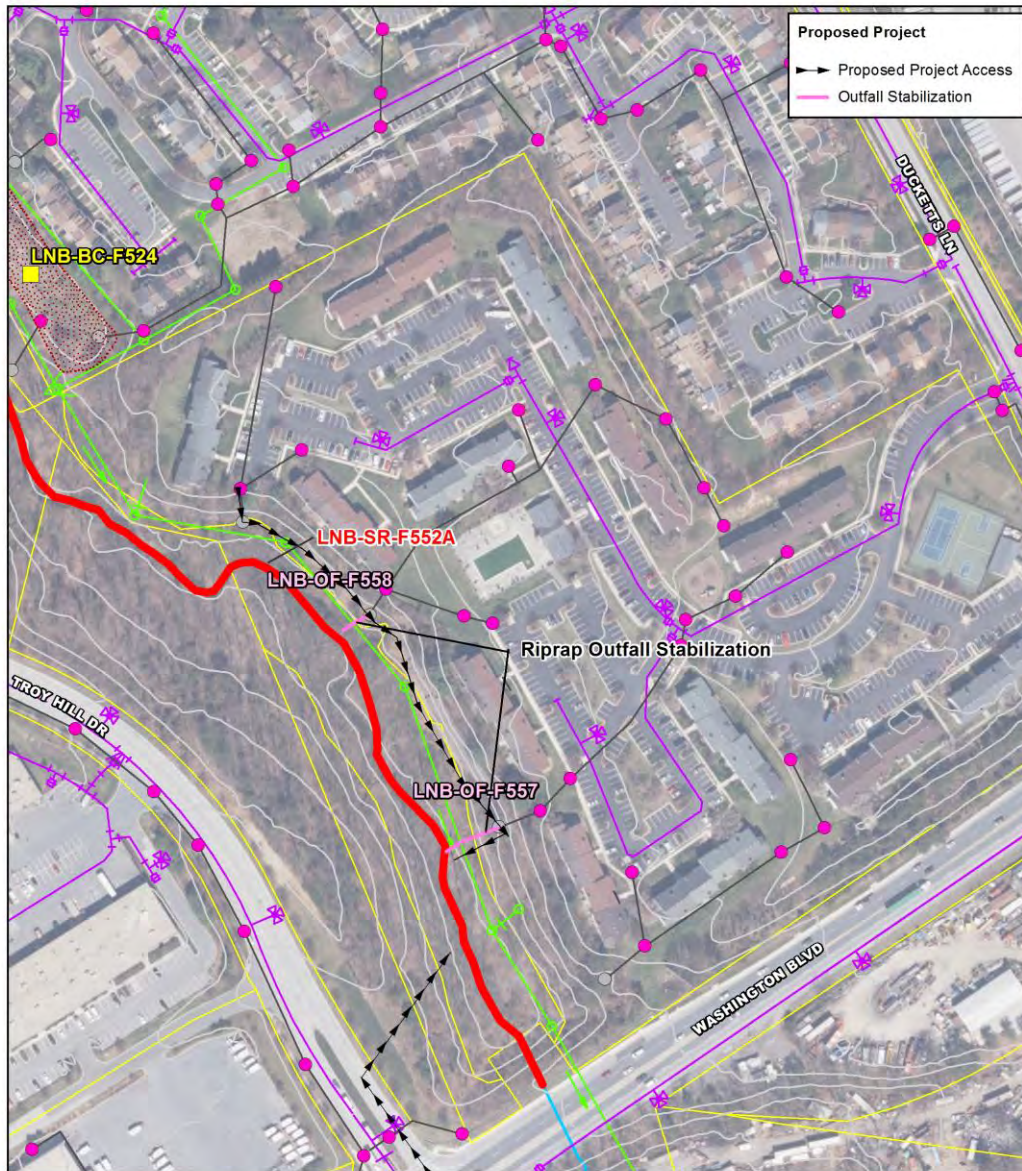 Proposed Project
Proposed Project Access
Outfall Stabilization
DUCKETTS LN
LNB-BC-F524
LNB-SR-F552A
LNB-OF-F558
Riprap Outfall Stabilization
TROY HILL DR
LNB-OF-F557
WASHINGTON BLVD